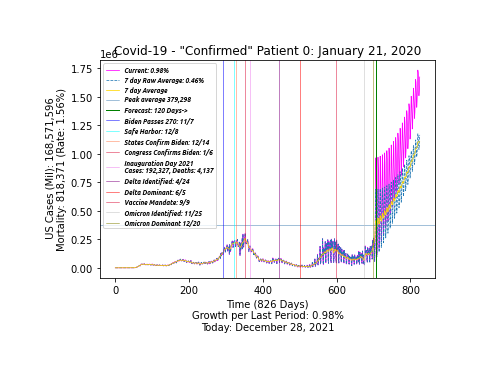 Covid-19 - "Confirmed" Patient 0: January 21, 2020
1e6
Current: 0.98%
7 day Raw Average: 0.46%
7 day Average
Peak average 379,298
Forecast: 120 Days->
Biden Passes 270: 11/7
Safe Harbor: 12/8
States Confirm Biden: 12/14
Congress Confirms Biden: 1/6
Inauguration Day 2021
Cases: 192,327, Deaths: 4,137
Delta Identified: 4/24
Delta Dominant: 6/5
Vaccine Mandate: 9/9
Omicron Identified: 11/25
Omicron Dominant 12/20
US Cases (Mil): 168,571,596
Mortality: 818,371 (Rate: 1.56%)
1.75
1.50
1.25
1.00
0.75
0.50
0.25
0.00
0 200 400 600 800
Time (826 Days)
Growth per Last Period: 0.98%
Today: December 28, 2021